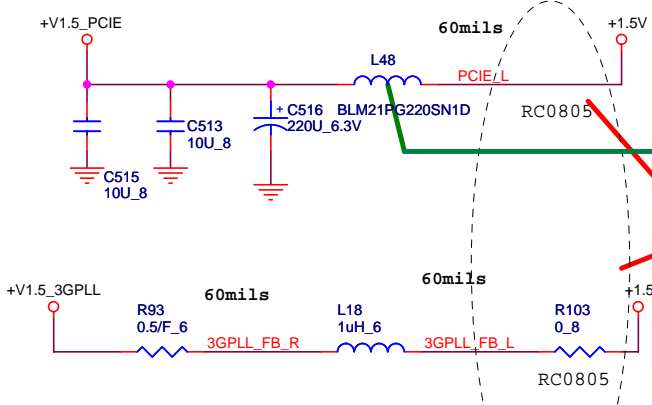 +V1.5_PCIE
60mils
+1.5V
L48
PCIE_L
+
C516
BLM21PG220SN1D
220U_6.3V
RC0805
C513
10U_8
C515
10U_8
+V1.5_3GPLL
60mils
60mils
+1.5
R93
0.5/F_6
L18
1uH_6
R103
0_8
3GPLL_FB_R
3GPLL_FB_L
RC0805